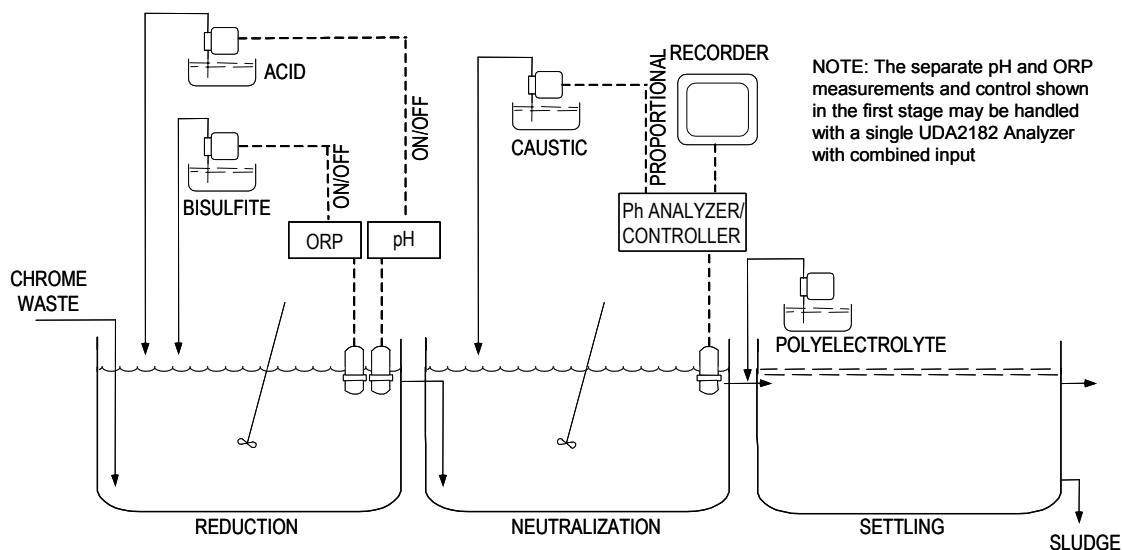 ACID
ON/OFF
BISULFITE
ON/OFF
ORP
pH
CHROME
WASTE
CAUSTIC
PROPORTIONAL
RECORDER
Ph ANALYZER/
CONTROLLER
NOTE: The separate pH and ORP
measurements and control shown
in the first stage may be handled
with a single UDA2182 Analyzer
with combined input
POLYELECTROLYTE
REDUCTION
NEUTRALIZATION
SETTLING
SLUDGE